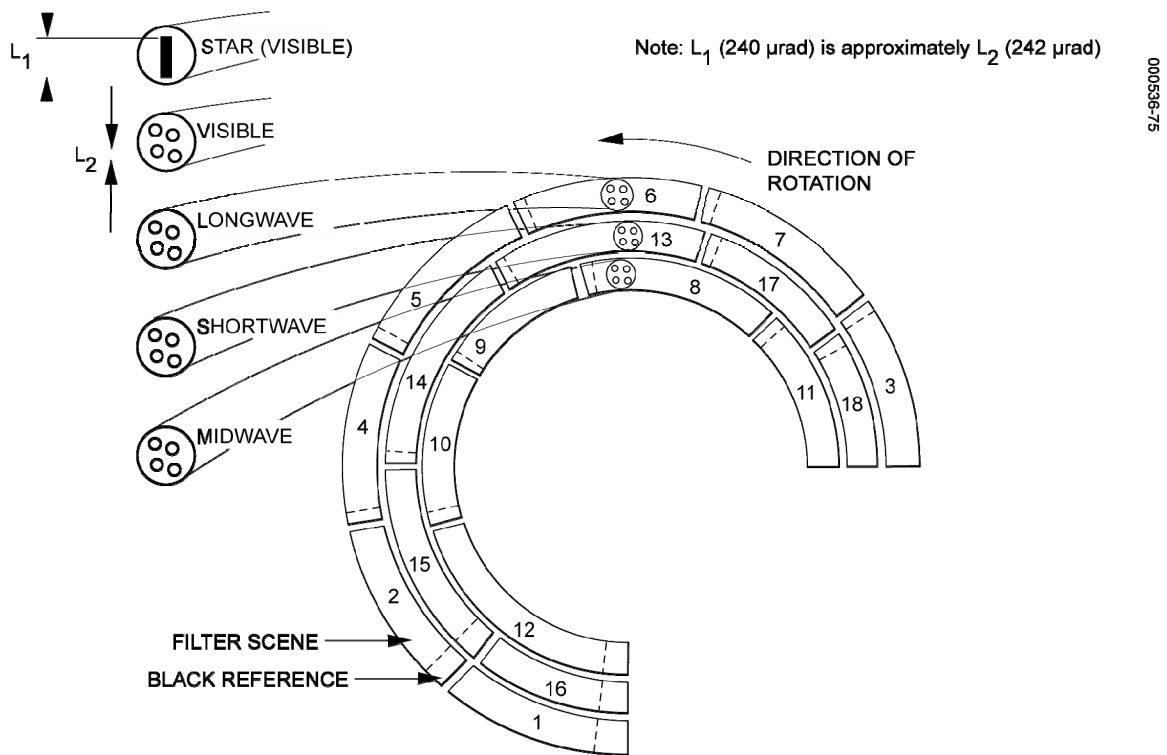 L1
STAR (VISIBLE)
Note: L1 (240 µrad) is approximately L2 (242 µrad)
000536-75
VISIBLE
L2
DIRECTION OF
ROTATION
LONGWAVE
6
7
13
17
5
8
SHORTWAVE
9
14
11
18
3
4
10
MIDWAVE
15
2
12
FILTER SCENE
BLACK REFERENCE
16
1